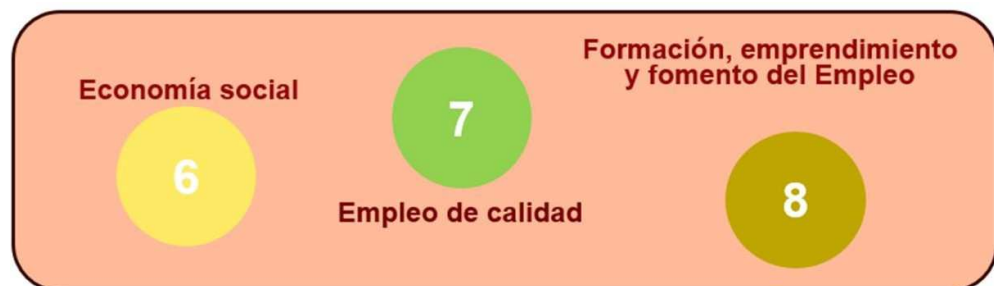 Economía social
6
7
Empleo de calidad
Formación, emprendimiento
y fomento del Empleo
8